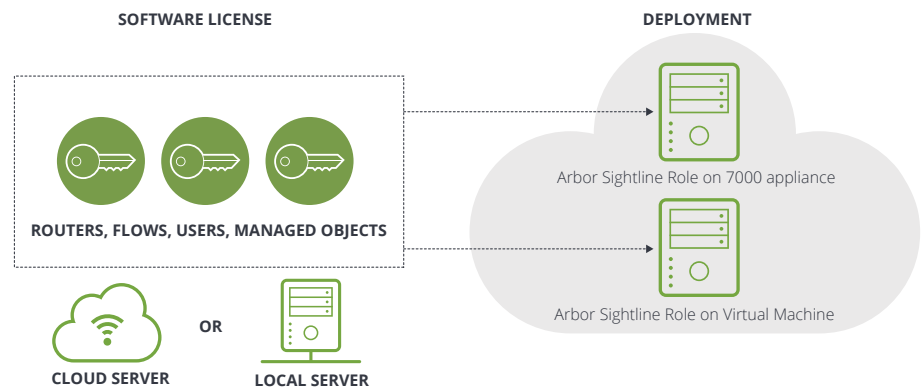 SOFTWARE LICENSE
ROUTERS, FLOWS, USERS, MANAGED OBJECTS
CLOUD SERVER
OR
LOCAL SERVER
DEPLOYMENT
Arbor Sightline Role on 7000 appliance
Arbor Sightline Role on Virtual Machine